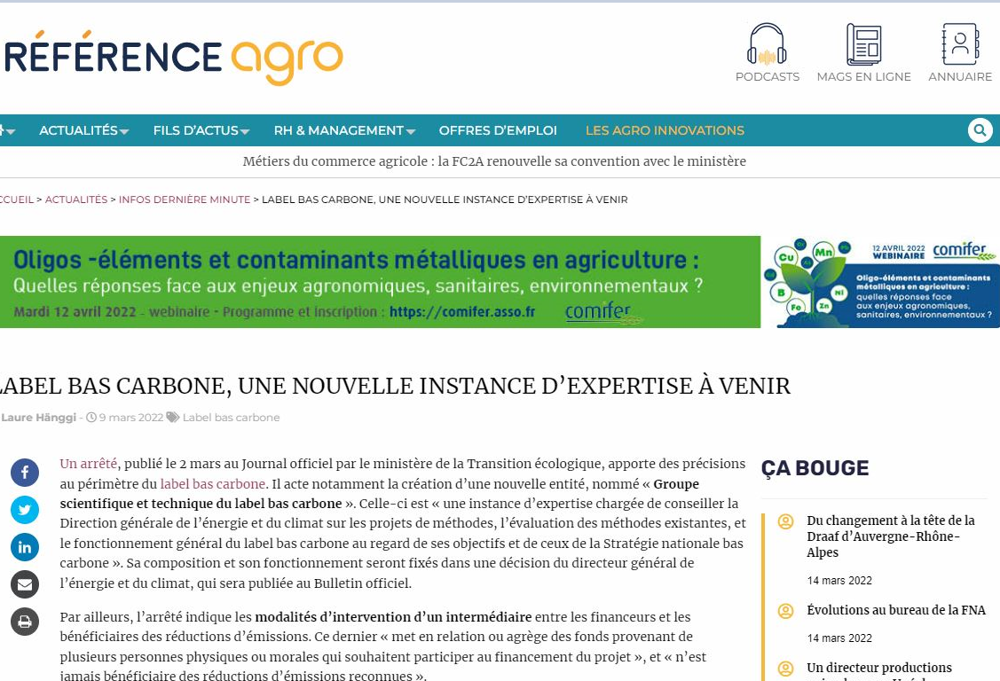 RÉFÉRENCE agro
PODCASTS
MAGS EN LIGNE
ANNUAIRE
ACTUALITÉS
FILS D'ACTUS
RH & MANAGEMENT
OFFRES D'EMPLOI
LES AGRO INNOVATIONS
Métiers du commerce agricole : la FC2A renouvelle sa convention avec le ministère
CCUEIL > ACTUALITÉS > INFOS DERNIÈRE MINUTE > LABEL BAS CARBONE, UNE NOUVELLE INSTANCE D'EXPERTISE À VENIR
Oligos -éléments et contaminants métalliques en agriculture :
Quelles réponses face aux enjeux agronomiques, sanitaires, environnementaux ?
Mardi 12 avril 2022 - webinaire - Programme et inscription : https://comifer.asso.fr
comifer
Cu
Mn
B
Ni
Fe
Zn
12 AVRIL 2022
WEBINAIRE
comifer
Oligo-éléments et contaminants
métalliques en agriculture :
quelles réponses face
aux enjeux agronomiques,
sanitaires, environnementaux ?
LABEL BAS CARBONE, UNE NOUVELLE INSTANCE D'EXPERTISE À VENIR
Laure Hänggi - 9 mars 2022 Label bas carbone
Un arrêté, publié le 2 mars au Journal officiel par le ministère de la Transition écologique, apporte des précisions
au périmètre du label bas carbone. Il acte notamment la création d'une nouvelle entité, nommé « Groupe
scientifique et technique du label bas carbone ». Celle-ci est « une instance d'expertise chargée de conseiller la
Direction générale de l'énergie et du climat sur les projets de méthodes, l'évaluation des méthodes existantes, et
le fonctionnement général du label bas carbone au regard de ses objectifs et de ceux de la Stratégie nationale bas
carbone ». Sa composition et son fonctionnement seront fixés dans une décision du directeur général de
l'énergie et du climat, qui sera publiée au Bulletin officiel.
Par ailleurs, l'arrêté indique les modalités d'intervention d'un intermédiaire entre les financeurs et les
bénéficiaires des réductions d'émissions. Ce dernier « met en relation ou agrège des fonds provenant de
plusieurs personnes physiques ou morales qui souhaitent participer au financement du projet », et « n'est
jamais bénéficiaire des réductions d'émissions reconnues ».
ÇA BOUGE
Du changement à la tête de la
Draaf d'Auvergne-Rhône-
Alpes
14 mars 2022
Évolutions au bureau de la FNA
14 mars 2022
Un directeur productions